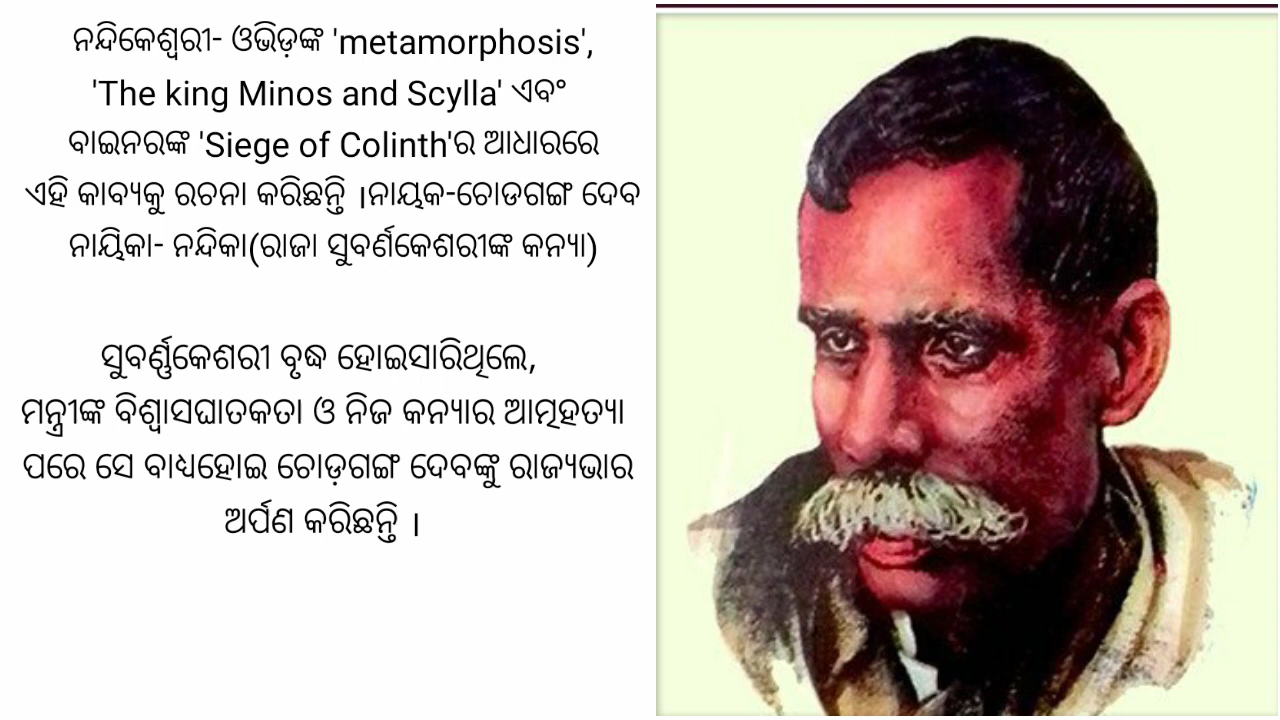 ନନ୍ଦିକେଶ୍ୱରୀ- ଓଭିଡ଼ଙ୍କ 'metamorphosis',
'The king Minos and Scylla' ଏବଂ
ବାଇନରଙ୍କ 'Siege of Colinth'ର ଆଧାରରେ
ଏହି କାବ୍ୟକୁ ରଚନା କରିଛନ୍ତି ।ନାୟକ-ଚୋଡଗଙ୍ଗ ଦେବ
ନାୟିକା- ନନ୍ଦିକା(ରାଜା ସୁବର୍ଣକେଶରୀଙ୍କ କନ୍ୟା)
ସୁବର୍ଣ୍ଣକେଶରୀ ବୃଦ୍ଧ ହୋଇସାରିଥିଲେ,
ମନ୍ତ୍ରୀଙ୍କ ବିଶ୍ୱାସଘାତକତା ଓ ନିଜ କନ୍ୟାର ଆତ୍ମହତ୍ୟା
ପରେ ସେ ବାଧ୍ୟହୋଇ ଚୋଡ଼ଗଙ୍ଗ ଦେବଙ୍କୁ ରାଜ୍ୟଭାର
ଅର୍ପଣ କରିଛନ୍ତି ।